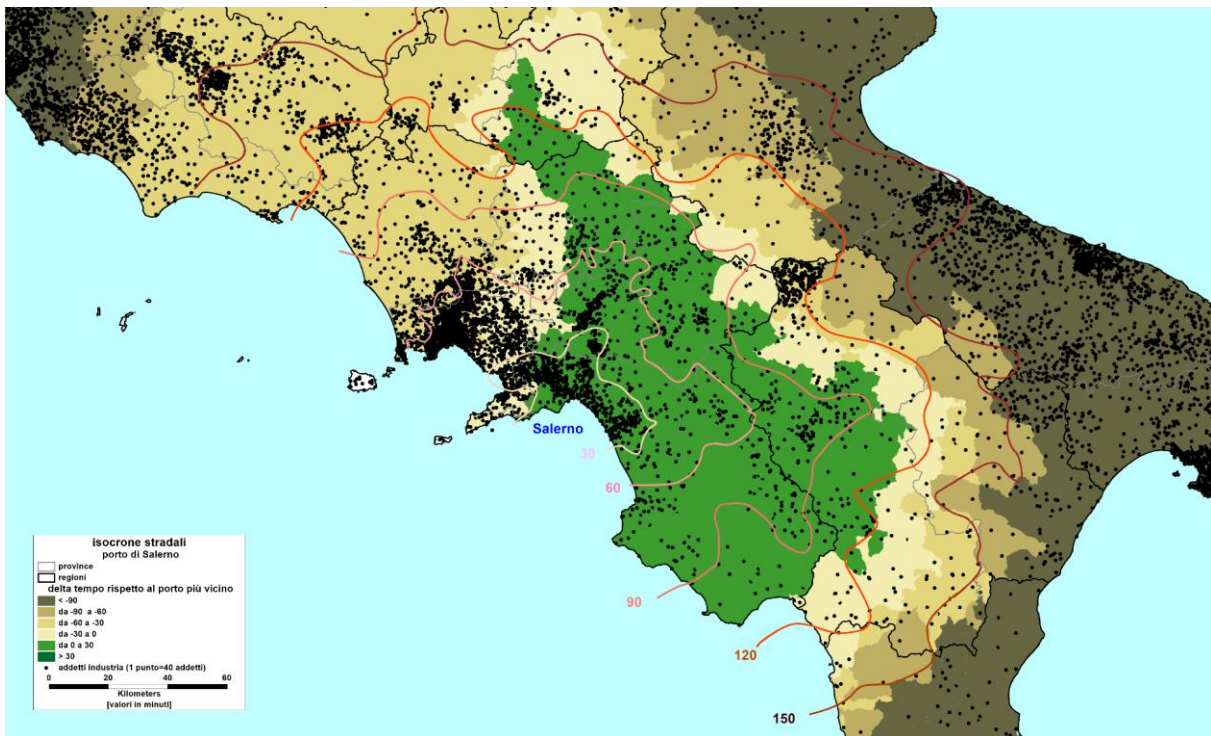 Salerno
30
60
90
120
150
isocrone stradali
porto di Salerno
province
regioni
delta tempo rispetto al porto più vicino
< -90
da -90 a -60
da -60 a -30
da -30 a 0
da 0 a 30
> 30
addetti industria (1 punto=40 addetti)
0 20 40 60
Kilometers
[valori in minuti]